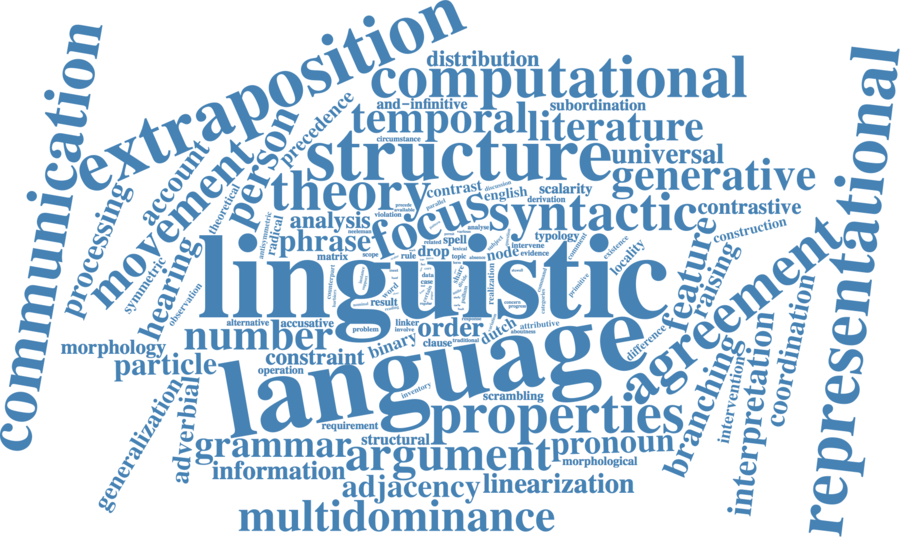 communication
extraposition
distribution
computational
and-infinitive
subordination
temporal
literature
circumstance
precedence
person
structure
universal
representational
account
movement
processing
theoretical
theory
contrast
discussion
english
scalarity
derivation
generative
contrastive
construction
analysis
radical
antisymmetric
violation
parallel
focus
syntactic
typology
phrase
matrix
scope
rule
drop
spell
node
intervene
evidence
topic
related
analyse
hearing
symmetric
observation
linguistic
locality
existence
primitive
feature
raising
agreement
counterpart
word
data
case
realization
result
number
alternative
accusative
problem
linker
involve
order
dutch
attributive
clause
traditional
binary
difference
morphology
particle
constraint
operation
language
inventory
scrambling
branching
intervention
interpretation
coordination
generalization
adverbial
requirement
properties
grammar
structural
argument
pronoun
morphological
information
adjacency
linearization
multidominance